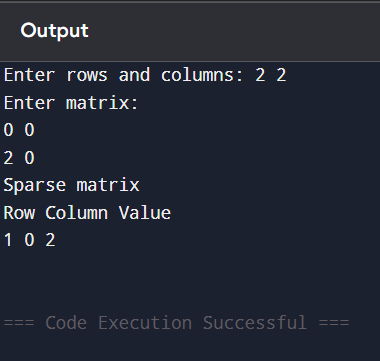 Output
Enter rows and columns: 2 2
Enter matrix:
0 0
2 0
Sparse matrix
Row Column Value
1 0 2
=== Code Execution Successful ===